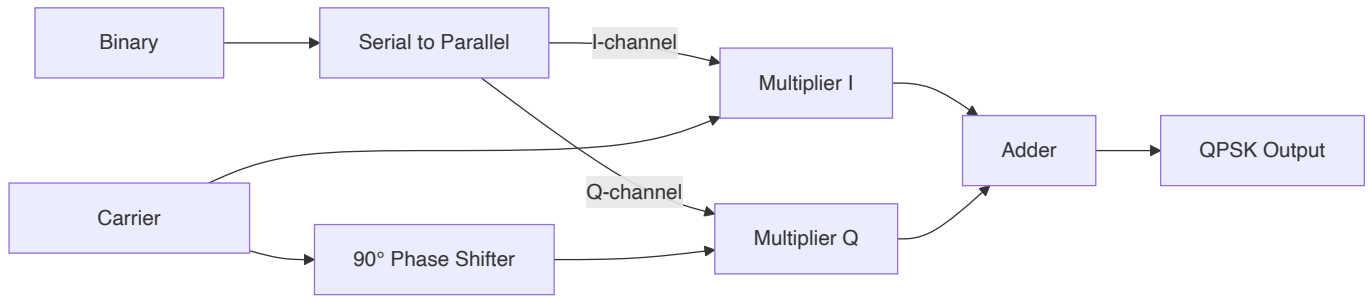 Binary
Serial to Parallel
I-channel
Multiplier I
Adder
QPSK Output
Q-channel
Carrier
90° Phase Shifter
Multiplier Q